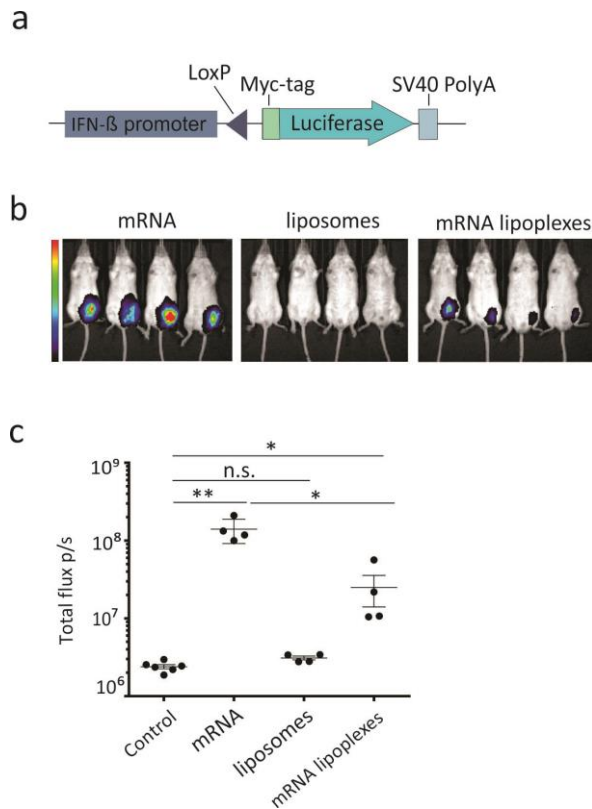 a
LoxP
Myc-tag
SV40 PolyA
IFN-ß promoter
Luciferase
b
mRNA
liposomes
mRNA lipoplexes
c
*
n.s.
** *
10⁹
10⁸
10⁷
10⁶
Total flux p/s
Control
mRNA
liposomes
mRNA lipoplexes